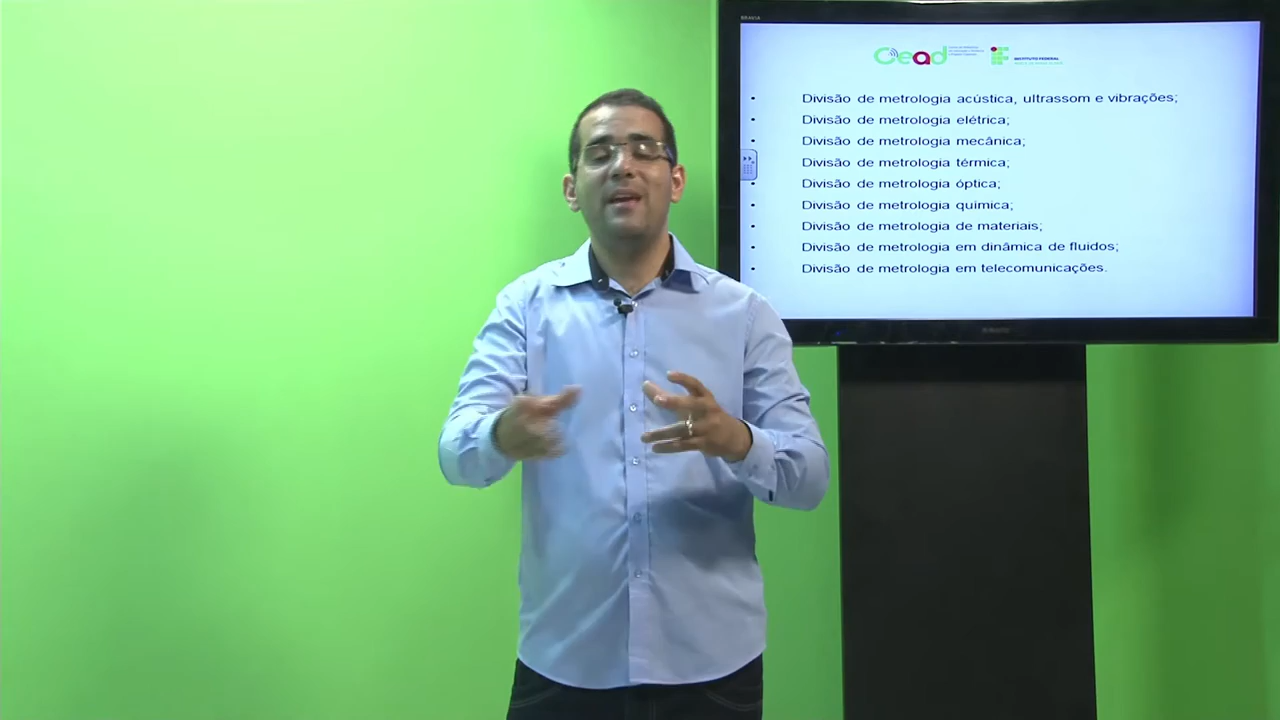 BRAVIA
Cead
INSTITUTO FEDERAL
• Divisão de metrologia acústica, ultrassom e vibrações;
• Divisão de metrologia elétrica;
• Divisão de metrologia mecânica;
• Divisão de metrologia térmica;
• Divisão de metrologia óptica;
• Divisão de metrologia química;
• Divisão de metrologia de materiais;
• Divisão de metrologia em dinâmica de fluidos;
• Divisão de metrologia em telecomunicações.
BRAVIA